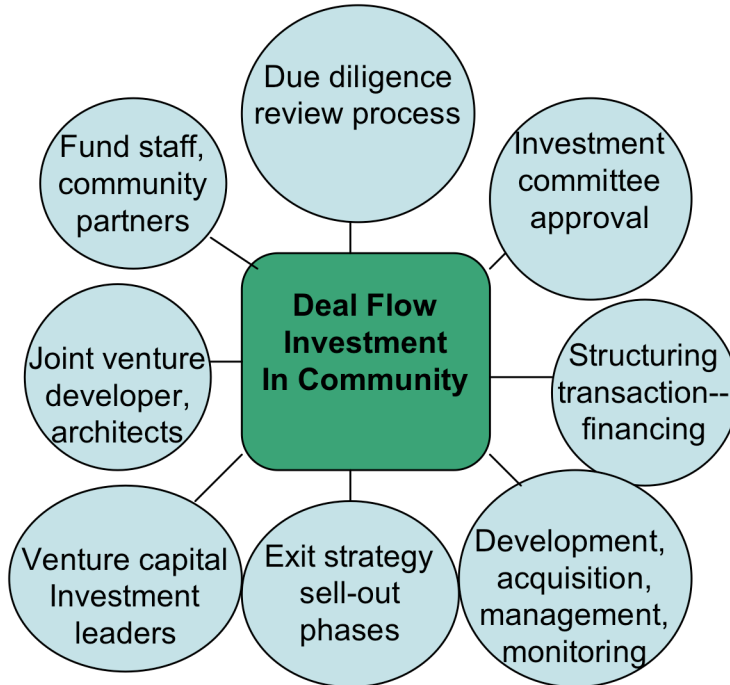 Due diligence
review process
Fund staff,
community
partners
Investment
committee
approval
Deal Flow
Investment
In Community
Joint venture
developer,
architects
Structuring
transaction--
financing
Venture capital
Investment
leaders
Exit strategy
sell-out
phases
Development,
acquisition,
management,
monitoring